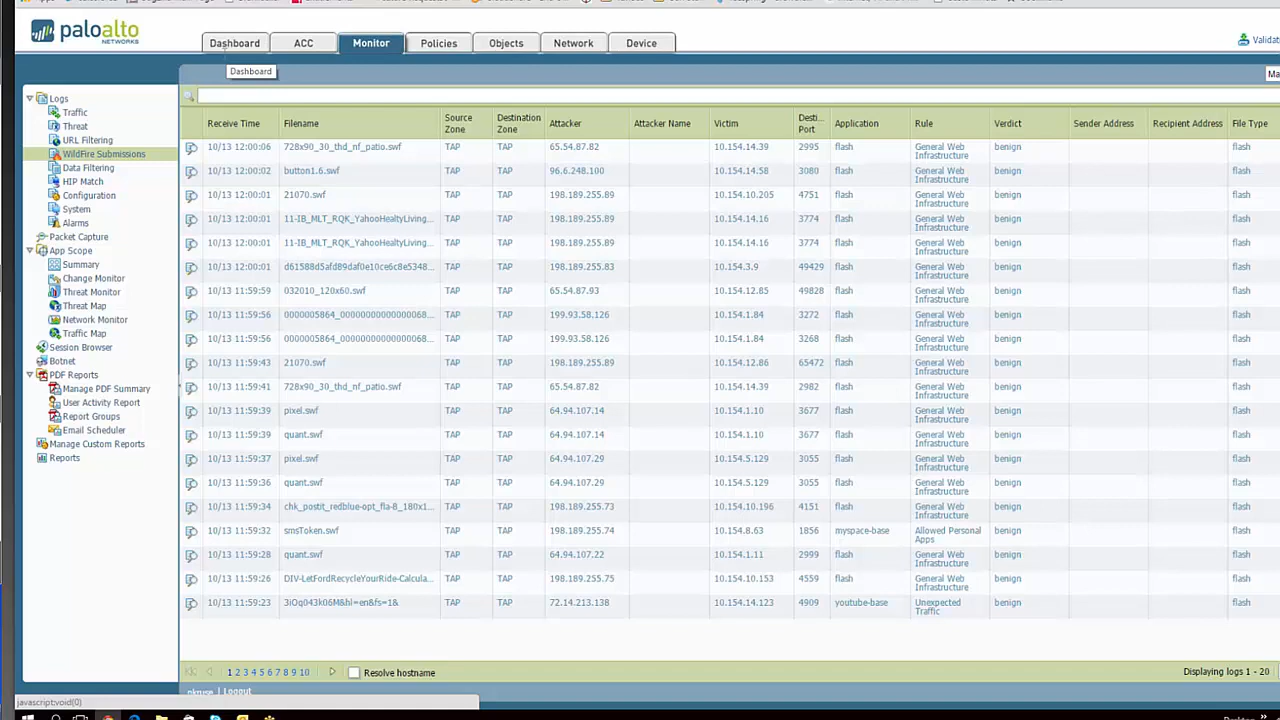 paloalto
NETWORKS
Dashboard ACC Monitor Policies Objects Network Device
Dashboard
Logs
Traffic
Threat
URL Filtering
WildFire Submissions
Data Filtering
HIP Match
Configuration
System
Alarms
Packet Capture
App Scope
Summary
Change Monitor
Threat Monitor
Threat Map
Network Monitor
Traffic Map
Session Browser
Botnet
PDF Reports
Manage PDF Summary
User Activity Report
Report Groups
Email Scheduler
Manage Custom Reports
Reports
Receive Time Filename Source Zone Destination Zone Attacker Attacker Name Victim Desti... Port Application Rule Verdict Sender Address Recipient Address File Type
10/13 12:00:06 728x90_30_thd_nf_patio.swf TAP TAP 65.54.87.82 10.154.14.39 2995 flash General Web Infrastructure benign flash
10/13 12:00:02 button1.6.swf TAP TAP 96.6.248.100 10.154.14.58 3080 flash General Web Infrastructure benign flash
10/13 12:00:01 21070.swf TAP TAP 198.189.255.89 10.154.10.205 4751 flash General Web Infrastructure benign flash
10/13 12:00:01 11-IB_MLT_RQK_YahooHealtyLiving... TAP TAP 198.189.255.89 10.154.14.16 3774 flash General Web Infrastructure benign flash
10/13 12:00:01 11-IB_MLT_RQK_YahooHealtyLiving... TAP TAP 198.189.255.89 10.154.14.16 3774 flash General Web Infrastructure benign flash
10/13 12:00:01 d61588d5afd89daf0e10ce6c8e5348... TAP TAP 198.189.255.83 10.154.3.9 49429 flash General Web Infrastructure benign flash
10/13 11:59:59 032010_120x60.swf TAP TAP 65.54.87.93 10.154.12.85 49828 flash General Web Infrastructure benign flash
10/13 11:59:56 0000005864_000000000000000068... TAP TAP 199.93.58.126 10.154.1.84 3272 flash General Web Infrastructure benign flash
10/13 11:59:56 0000005864_000000000000000068... TAP TAP 199.93.58.126 10.154.1.84 3268 flash General Web Infrastructure benign flash
10/13 11:59:43 21070.swf TAP TAP 198.189.255.89 10.154.12.86 65472 flash General Web Infrastructure benign flash
10/13 11:59:41 728x90_30_thd_nf_patio.swf TAP TAP 65.54.87.82 10.154.14.39 2982 flash General Web Infrastructure benign flash
10/13 11:59:39 pixel.swf TAP TAP 64.94.107.14 10.154.1.10 3677 flash General Web Infrastructure benign flash
10/13 11:59:39 quant.swf TAP TAP 64.94.107.14 10.154.1.10 3677 flash General Web Infrastructure benign flash
10/13 11:59:37 pixel.swf TAP TAP 64.94.107.29 10.154.5.129 3055 flash General Web Infrastructure benign flash
10/13 11:59:36 quant.swf TAP TAP 64.94.107.29 10.154.5.129 3055 flash General Web Infrastructure benign flash
10/13 11:59:34 chk_postit_redblue-opt_fla-B_180x1... TAP TAP 198.189.255.73 10.154.10.196 4151 flash General Web Infrastructure benign flash
10/13 11:59:32 smsToken.swf TAP TAP 198.189.255.74 10.154.8.63 1856 myspace-base Allowed Personal Apps benign flash
10/13 11:59:28 quant.swf TAP TAP 64.94.107.22 10.154.1.11 2999 flash General Web Infrastructure benign flash
10/13 11:59:26 DIV-LetFordRecycleYourRide-Calcula... TAP TAP 198.189.255.75 10.154.10.153 4559 flash General Web Infrastructure benign flash
10/13 11:59:23 3iOq043k06M&hl=en&fs=1& TAP TAP 72.14.213.138 10.154.14.123 4909 youtube-base Unexpected Traffic benign flash
1 2 3 4 5 6 7 8 9 10 Resolve hostname Displaying logs 1 - 20
| Logout
javascript:void(0)